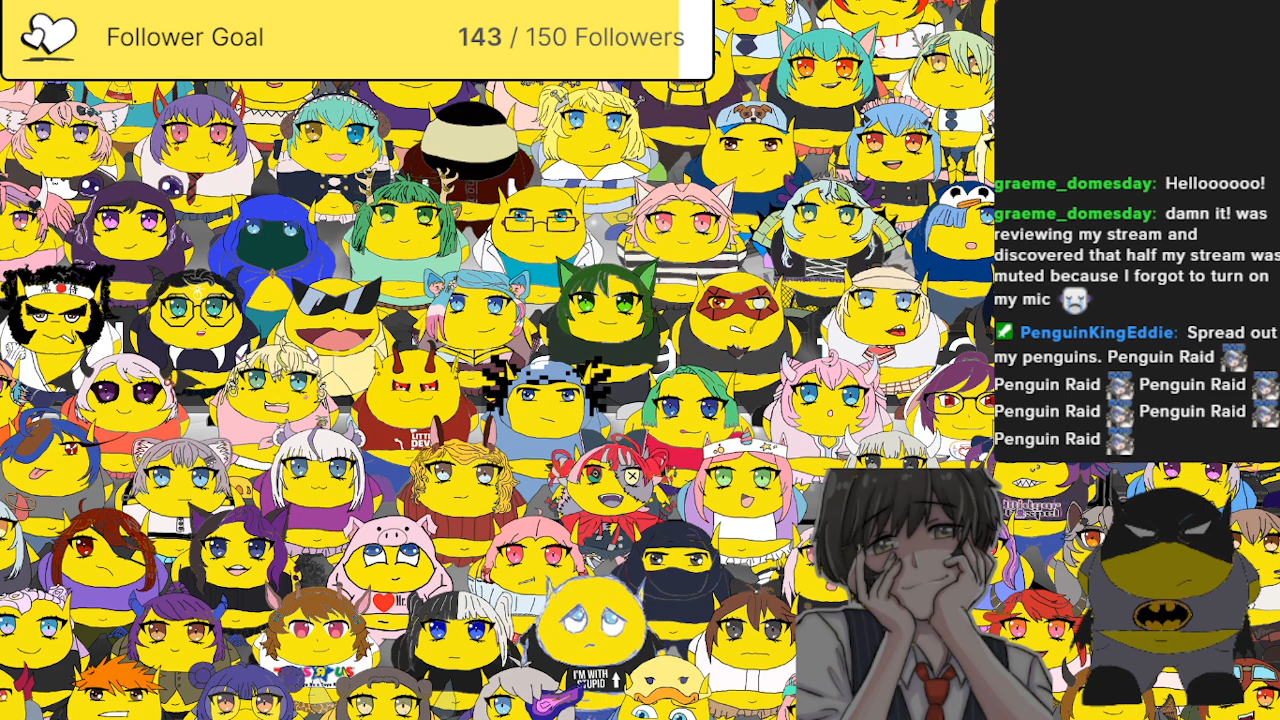 Follower Goal
143 / 150 Followers
graeme_domesday: Helloooooo!
graeme_domesday: damn it! was
reviewing my stream and
discovered that half my stream was
muted because I forgot to turn on
my mic
PenguinKingEddie: Spread out
my penguins. Penguin Raid
Penguin Raid Penguin Raid
Penguin Raid Penguin Raid
Penguin Raid
I'M WITH
STUPID